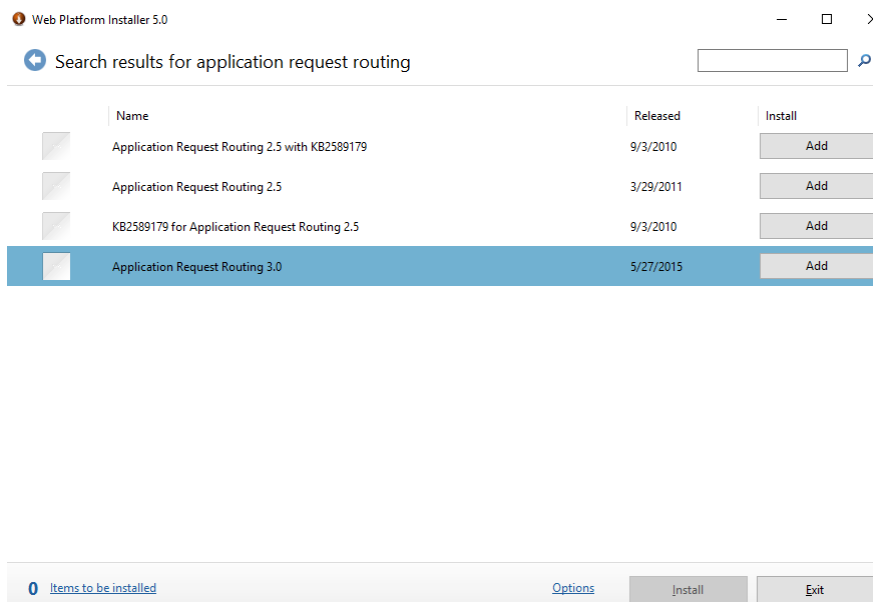 Web Platform Installer 5.0
Search results for application request routing
Name Released Install
Application Request Routing 2.5 with KB2589179 9/3/2010 Add
Application Request Routing 2.5 3/29/2011 Add
KB2589179 for Application Request Routing 2.5 9/3/2010 Add
Application Request Routing 3.0 5/27/2015 Add
0 Items to be installed Options Install Exit